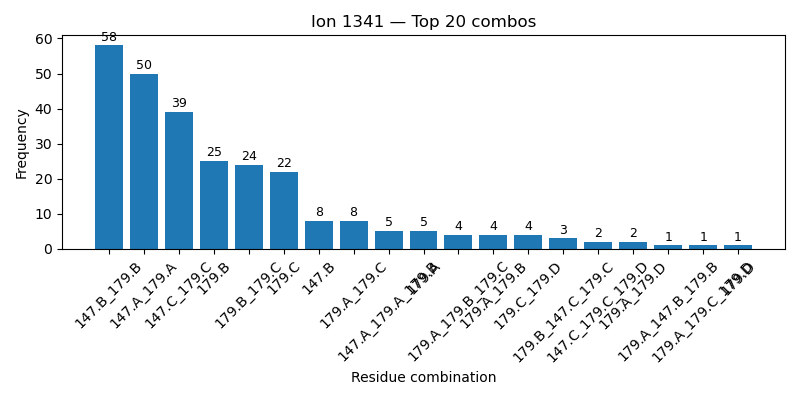 Ion 1341 — Top 20 combos
Frequency
60
50
40
30
20
10
0
58
50
39
25
24
22
8
8
5
5
4
4
4
3
2
2
1
1
1
147.B_179.B
147.A_179.A
147.C_179.C
179.B
179.B_179.C
179.C
147.B
179.A_179.C
147.A_179.A_179.B
179.A
179.A_179.B_179.C
179.A_179.B
179.C_179.D
179.B_147.C_179.C
147.C_179.C_179.D
179.A_179.D
179.A_147.B_179.B
179.A_179.C_179.D
179.D
Residue combination